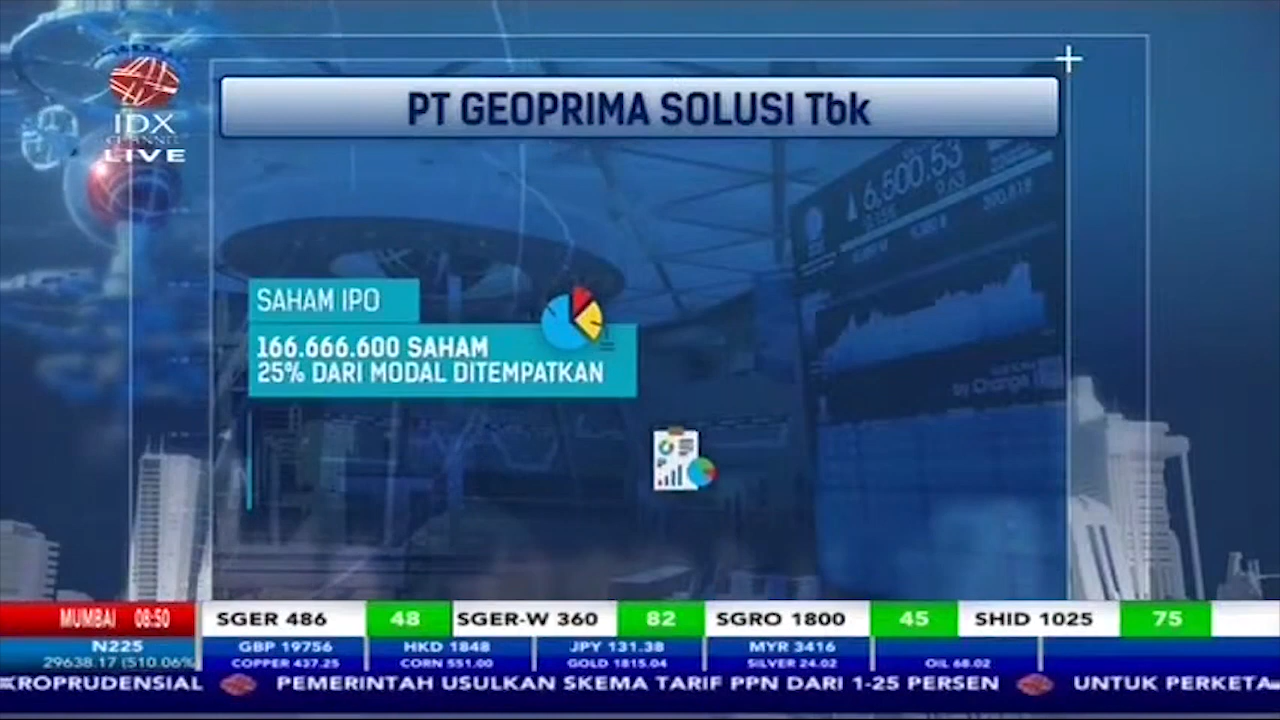 PT GEOPRIMA SOLUSI Tbk
IDX
CHANNEL
LIVE
6,500.53
SAHAM IPO
166.666.600 SAHAM
25% DARI MODAL DITEMPATKAN
by Change
MUMBAI 08:50
SGER 486 48 SGER-W 360 82 SGRO 1800 45 SHID 1025 75
N225
29638.17 (510.06%)
GBP 19756 HKD 1848 JPY 131.38 MYR 3416
COPPER 437.25 CORN 551.00 GOLD 1815.04 SILVER 24.02 OIL 68.02
KROPRUDENSIAL PEMERINTAH USULKAN SKEMA TARIF PPN DARI 1-25 PERSEN UNTUK PERKETA